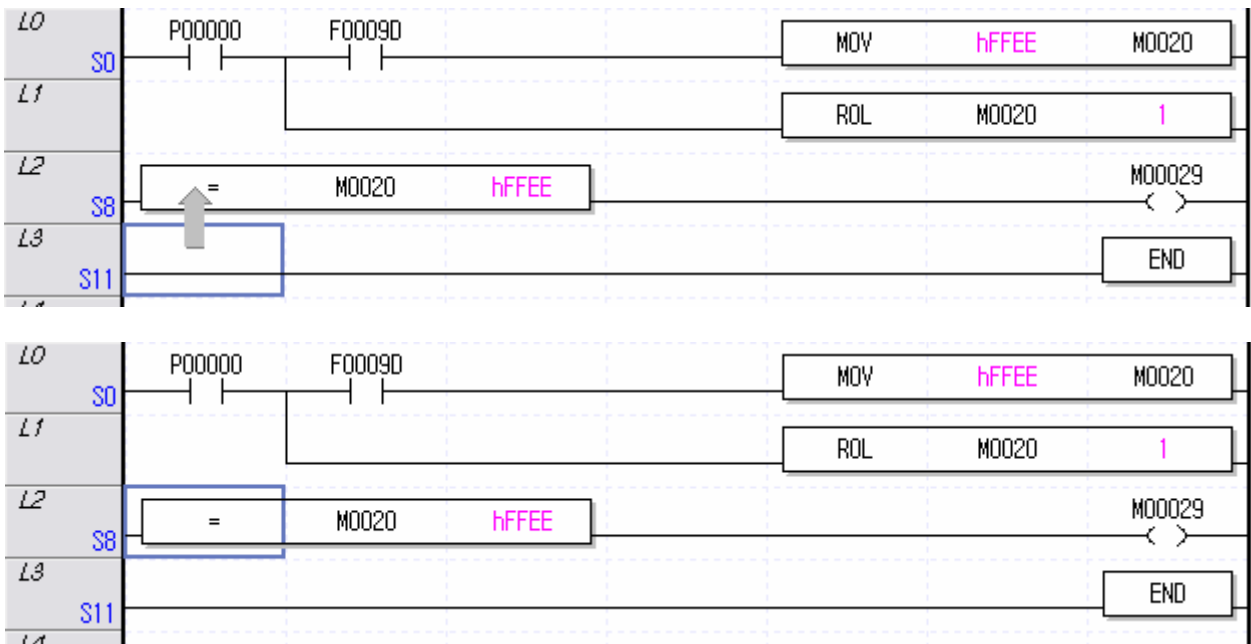 L0 P00000 F0009D MOV hFFEE M0020
S0
L1 ROL M0020 1
L2 = M0020 hFFEE M00029
S8
L3 END
S11
L0 P00000 F0009D MOV hFFEE M0020
S0
L1 ROL M0020 1
L2 = M0020 hFFEE M00029
S8
L3 END
S11